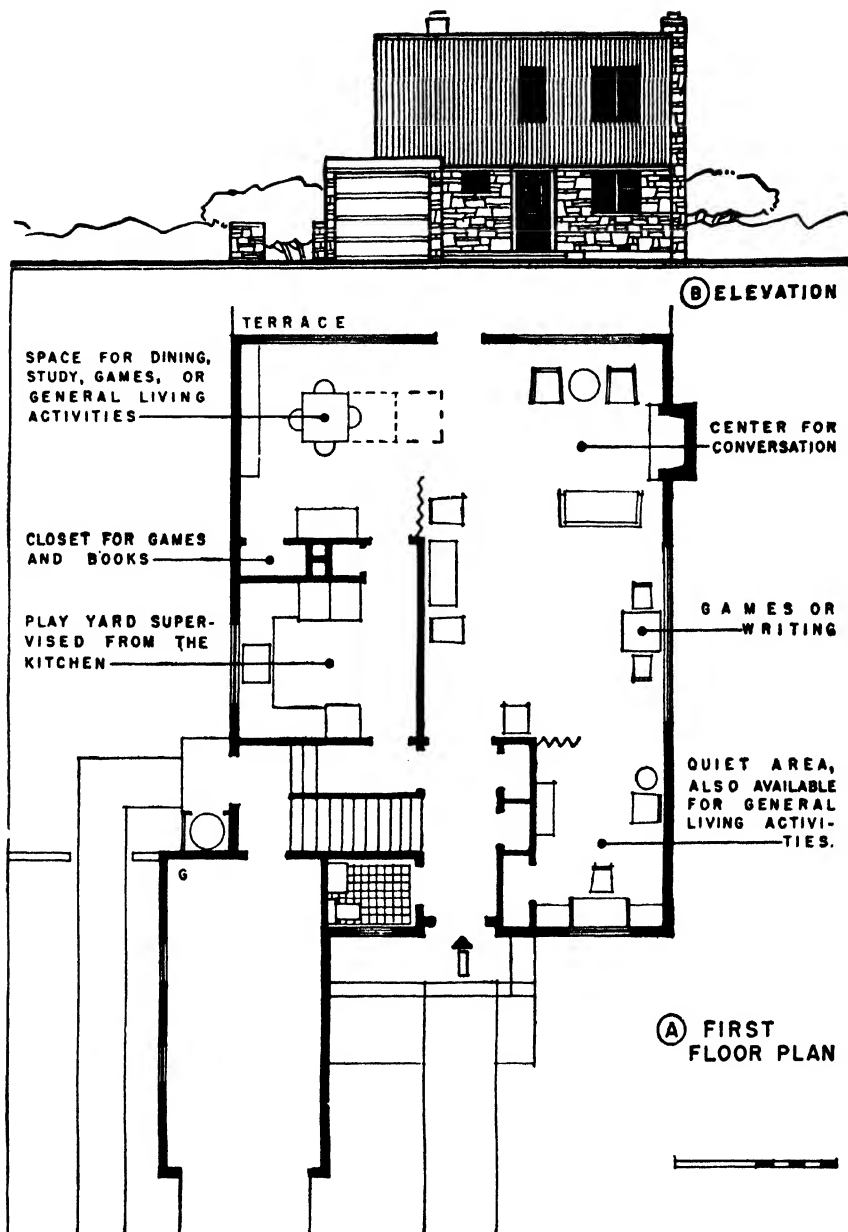 B ELEVATION
TERRACE
SPACE FOR DINING,
STUDY, GAMES, OR
GENERAL LIVING
ACTIVITIES
CENTER FOR
CONVERSATION
CLOSET FOR GAMES
AND BOOKS
GAMES OR
WRITING
PLAY YARD SUPER-
VISED FROM THE
KITCHEN
QUIET AREA,
ALSO AVAILABLE
FOR GENERAL
LIVING ACTIVI-
TIES.
G
A FIRST
FLOOR PLAN